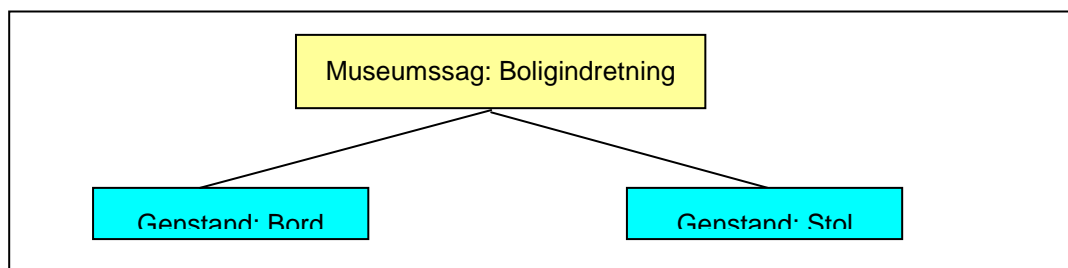 Museumssag: Boligindretning
Genstand: Bord
Genstand: Stol